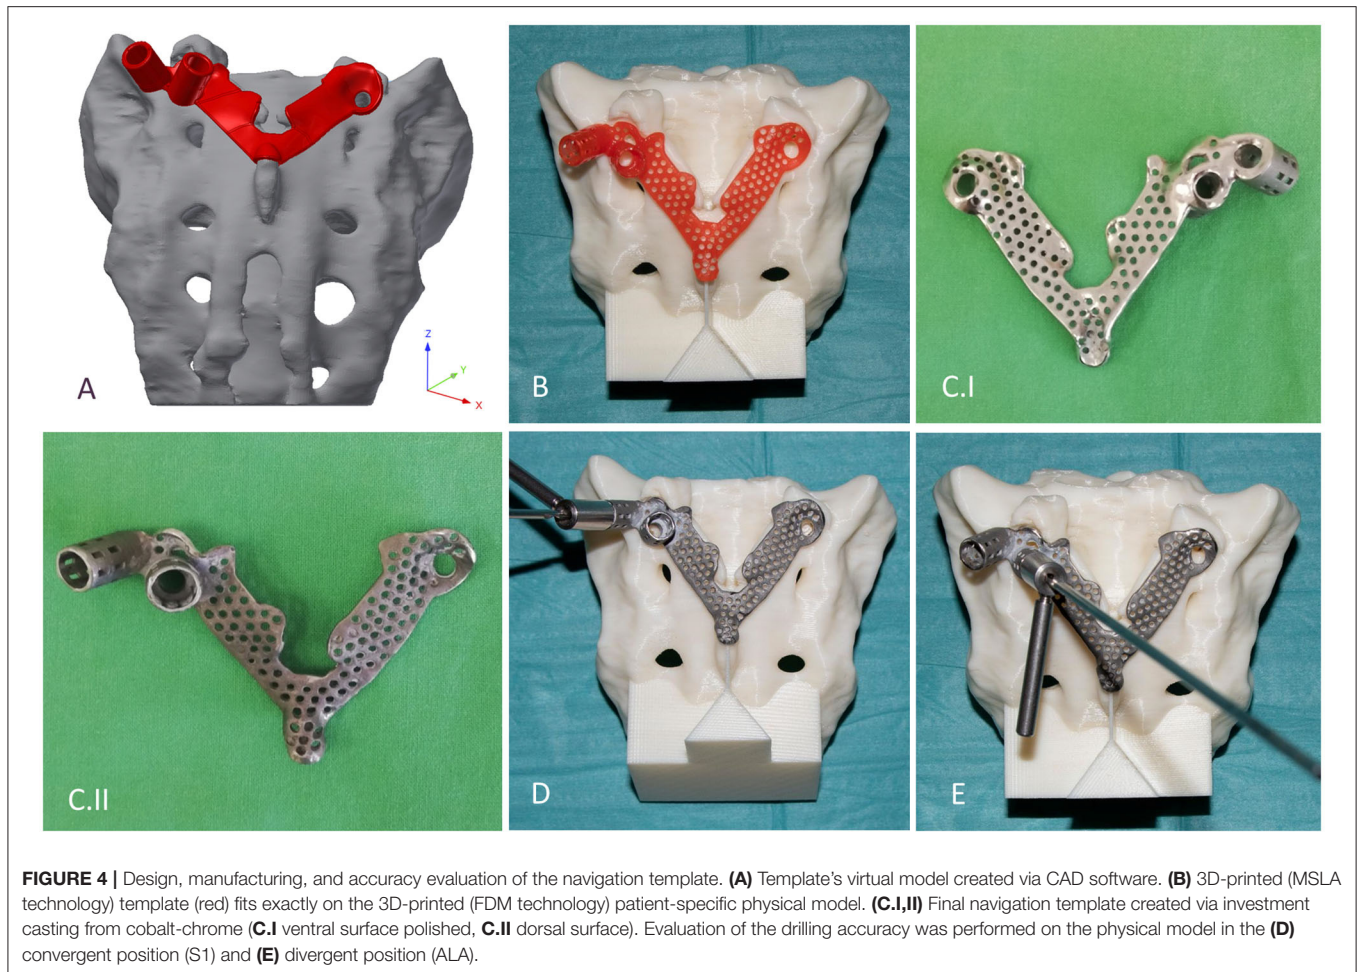 A
Z
Y
X
B
C.I
C.II
D
E
FIGURE 4 | Design, manufacturing, and accuracy evaluation of the navigation template. (A) Template's virtual model created via CAD software. (B) 3D-printed (MSLA
technology) template (red) fits exactly on the 3D-printed (FDM technology) patient-specific physical model. (C.I,II) Final navigation template created via investment
casting from cobalt-chrome (C.I ventral surface polished, C.II dorsal surface). Evaluation of the drilling accuracy was performed on the physical model in the (D)
convergent position (S1) and (E) divergent position (ALA).